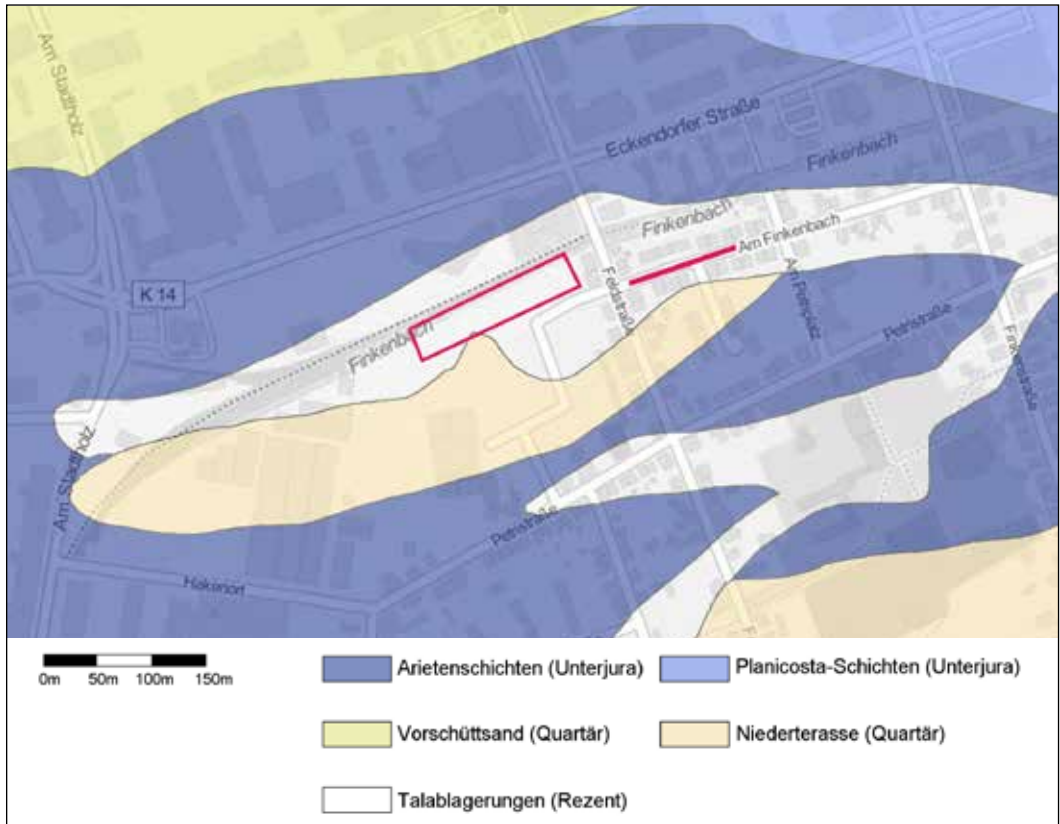 Am Stadtholz
Eckendorfer Straße
Finkenbach
Finkenbach
Am Finkenbach
K 14
Feldstraße
Am Petriplatz
Petristraße
Finkenbach
Finkenstraße
Am Stadtholz
Petristraße
Hakenort
F
0m 50m 100m 150m
Arietenschichten (Unterjura)
Planicosta-Schichten (Unterjura)
Vorschüttsand (Quartär)
Niederterasse (Quartär)
Talablagerungen (Rezent)